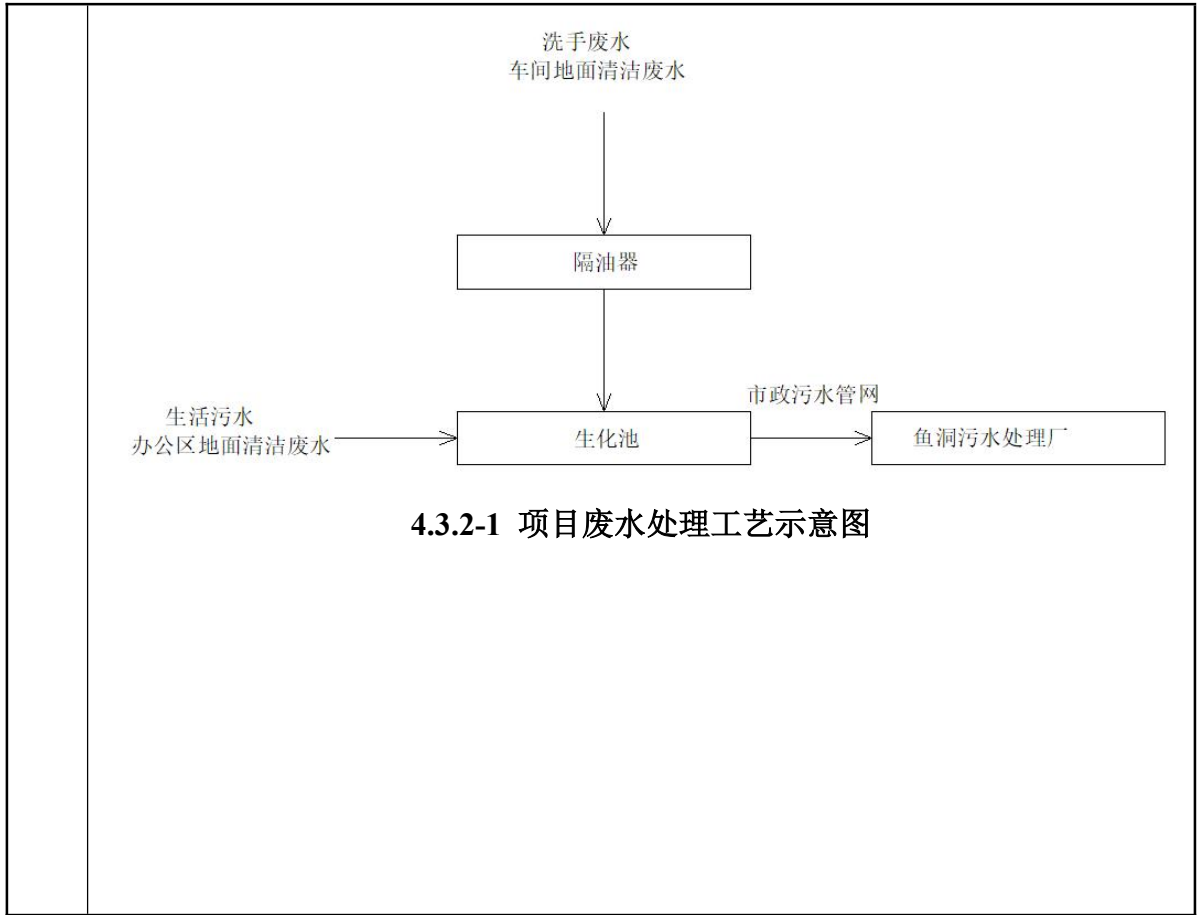 洗手废水
车间地面清洁废水
隔油器
市政污水管网
生活污水
办公区地面清洁废水
生化池
鱼洞污水处理厂
4.3.2-1 项目废水处理工艺示意图